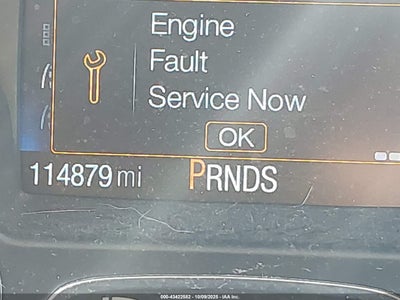 Engine
Fault
Service Now
OK
114879 mi PRNDS
000-43422582 - 10/09/2025 - IAA Inc.